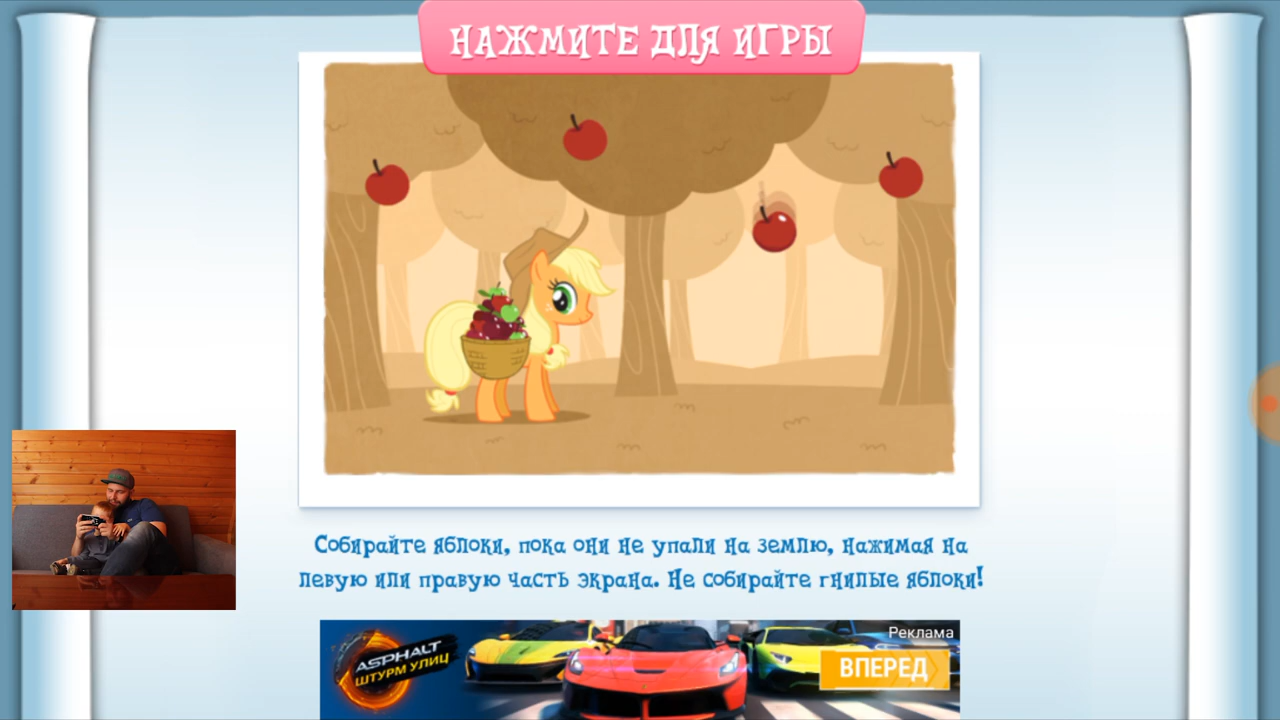 НАЖМИТЕ ДЛЯ ИГРЫ
Собирайте яблоки, пока они не упали на землю, нажимая на
левую или правую часть экрана. Не собирайте гнилые яблоки!
Реклама
ASPHALT
ШТУРМ УЛИЦ
ВПЕРЕД